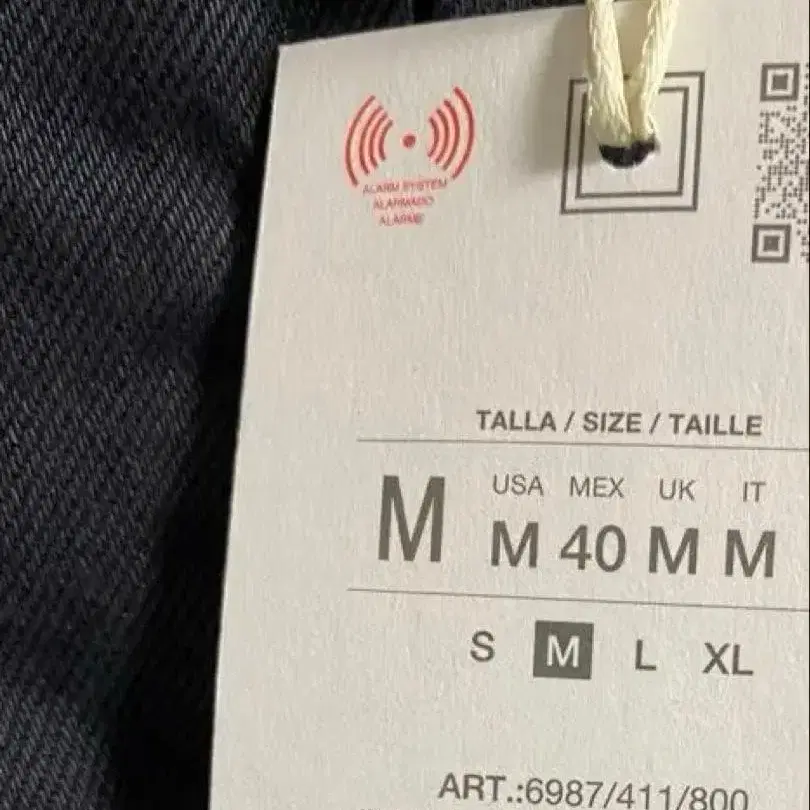 ALARM SYSTEM
ALARMADO
ALARME
TALLA / SIZE / TAILLE
USA MEX UK IT
M M 40 M M
S M L XL
ART.:6987/411/800